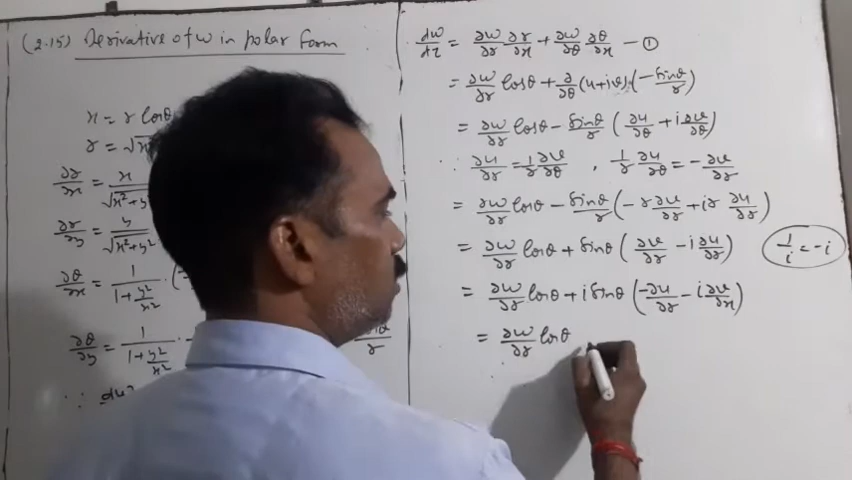 (2.15) Derivative of w in polar form
x = r cosθ
r = √x
∂r/∂x = x/√x²+y²
∂r/∂y = y/√x²+y²
∂θ/∂x = 1/(1+y²/x²) · (-
∂θ/∂y = 1/(1+y²/x²) ·
r
∴
dw/dz = ∂w/∂r ∂r/∂x + ∂w/∂θ ∂θ/∂x — ①
= ∂w/∂r cosθ + ∂/∂θ (u+iv) · (-sinθ/r)
= ∂w/∂r cosθ - sinθ/r (∂u/∂θ + i∂v/∂θ)
∵ ∂u/∂r = 1/r ∂v/∂θ , 1/r ∂u/∂θ = -∂v/∂r
= ∂w/∂r cosθ - sinθ/r (-r ∂v/∂r + ir ∂u/∂r)
= ∂w/∂r cosθ + sinθ (∂v/∂r - i∂u/∂r)
1/i = -i
= ∂w/∂r cosθ + i sinθ (-∂u/∂r - i∂v/∂x)
= ∂w/∂r cosθ